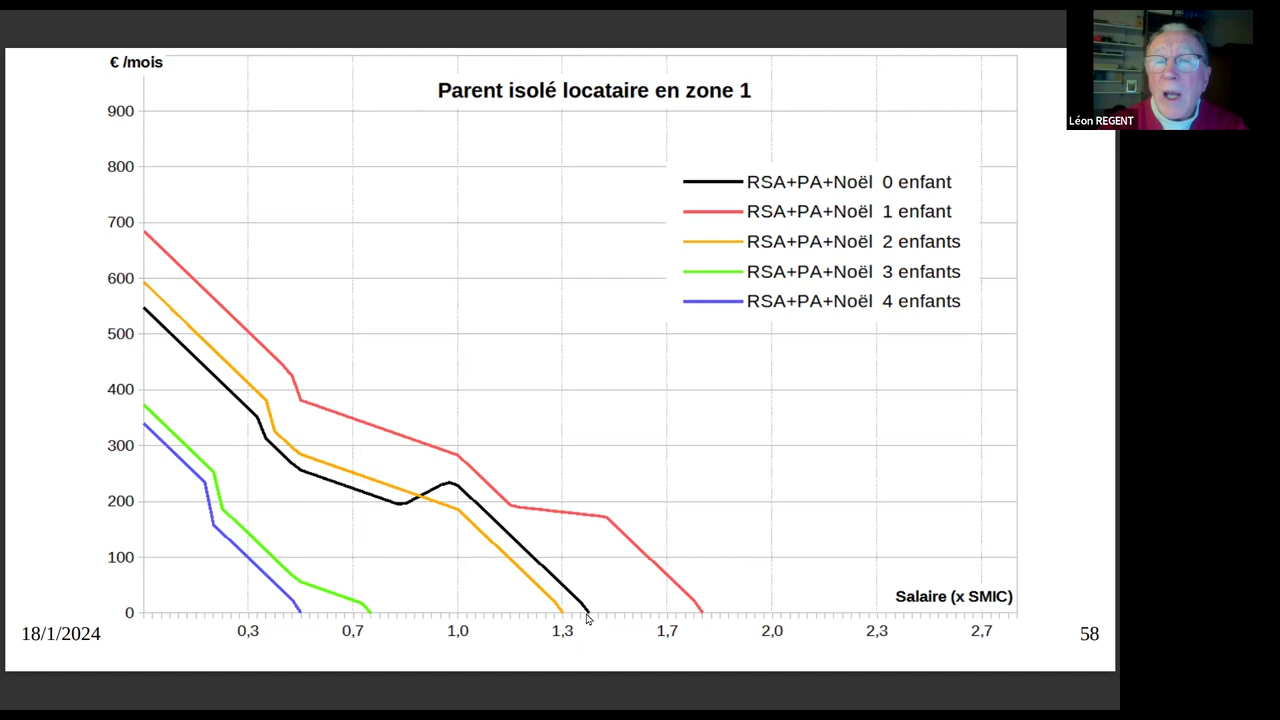 € /mois
Parent isolé locataire en zone 1
900
800
700
600
500
400
300
200
100
0
RSA+PA+Noël 0 enfant
RSA+PA+Noël 1 enfant
RSA+PA+Noël 2 enfants
RSA+PA+Noël 3 enfants
RSA+PA+Noël 4 enfants
Salaire (x SMIC)
0,3 0,7 1,0 1,3 1,7 2,0 2,3 2,7
18/1/2024
58
Léon REGENT